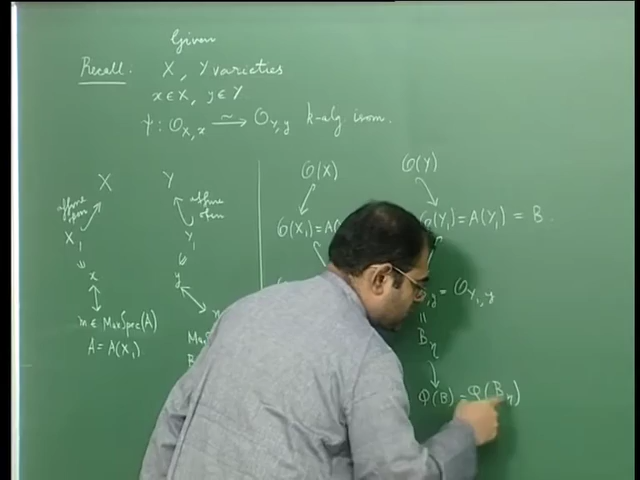 Given
Recall. X, Y varieties
x ∈ X, y ∈ Y
ψ : O_{X,x} ⥲ O_{Y,y} k-alg. isom.
X Y
affine open
affine open
X_1 Y_1
x y
m ∈ MaxSpec(A)
A = A(X_1)
O(X) O(Y)
O(X_1) = A( O(Y_1) = A(Y_1) = B.
= O_{Y_1,y}
=
B_n
Q(B) = Q(B_n)